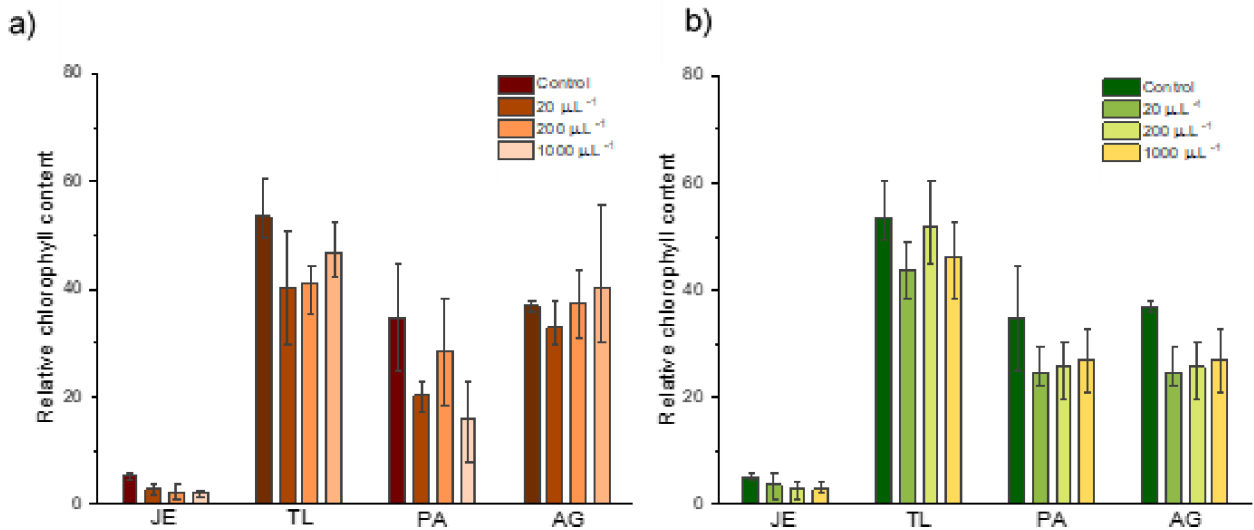 a)
80
60
40
20
0
Relative chlorophyll content
Control
20 μL⁻¹
200 μL⁻¹
1000 μL⁻¹
JE TL PA AG
b)
80
60
40
20
0
Relative chlorophyll content
Control
20 μL⁻¹
200 μL⁻¹
1000 μL⁻¹
JE TL PA AG